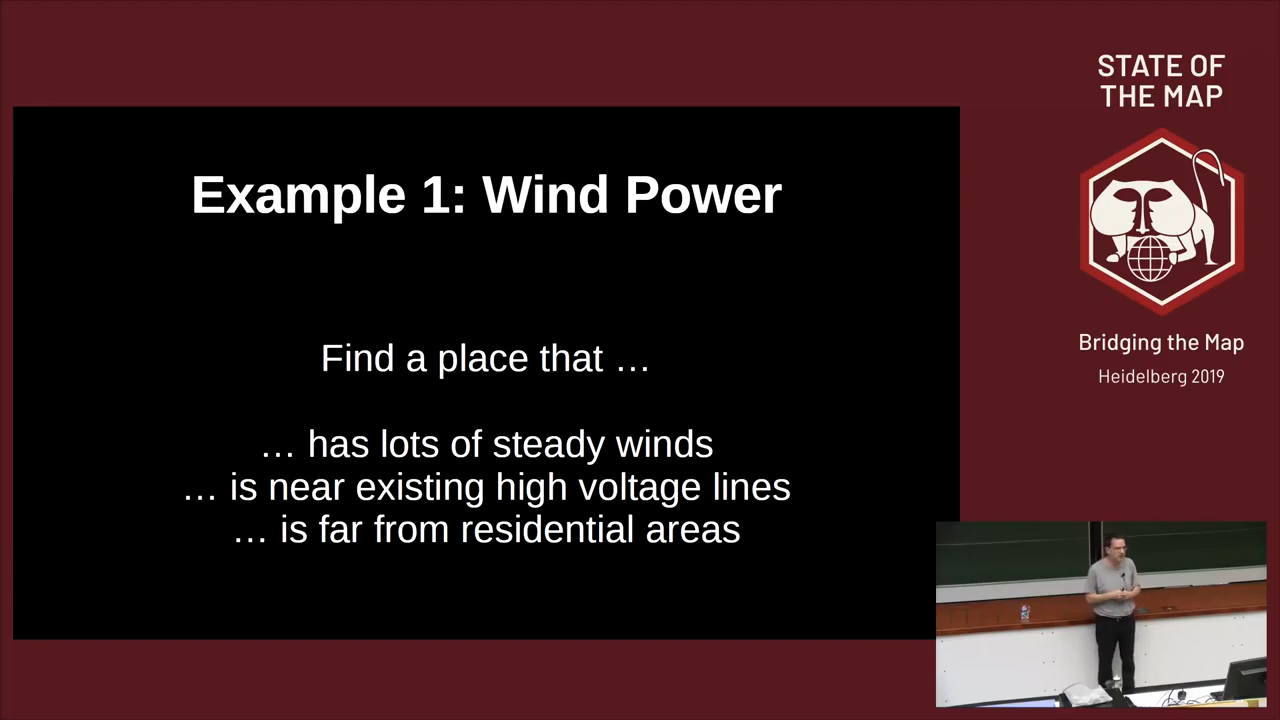 Example 1: Wind Power
Find a place that …
… has lots of steady winds
… is near existing high voltage lines
… is far from residential areas
STATE OF
THE MAP
Bridging the Map
Heidelberg 2019